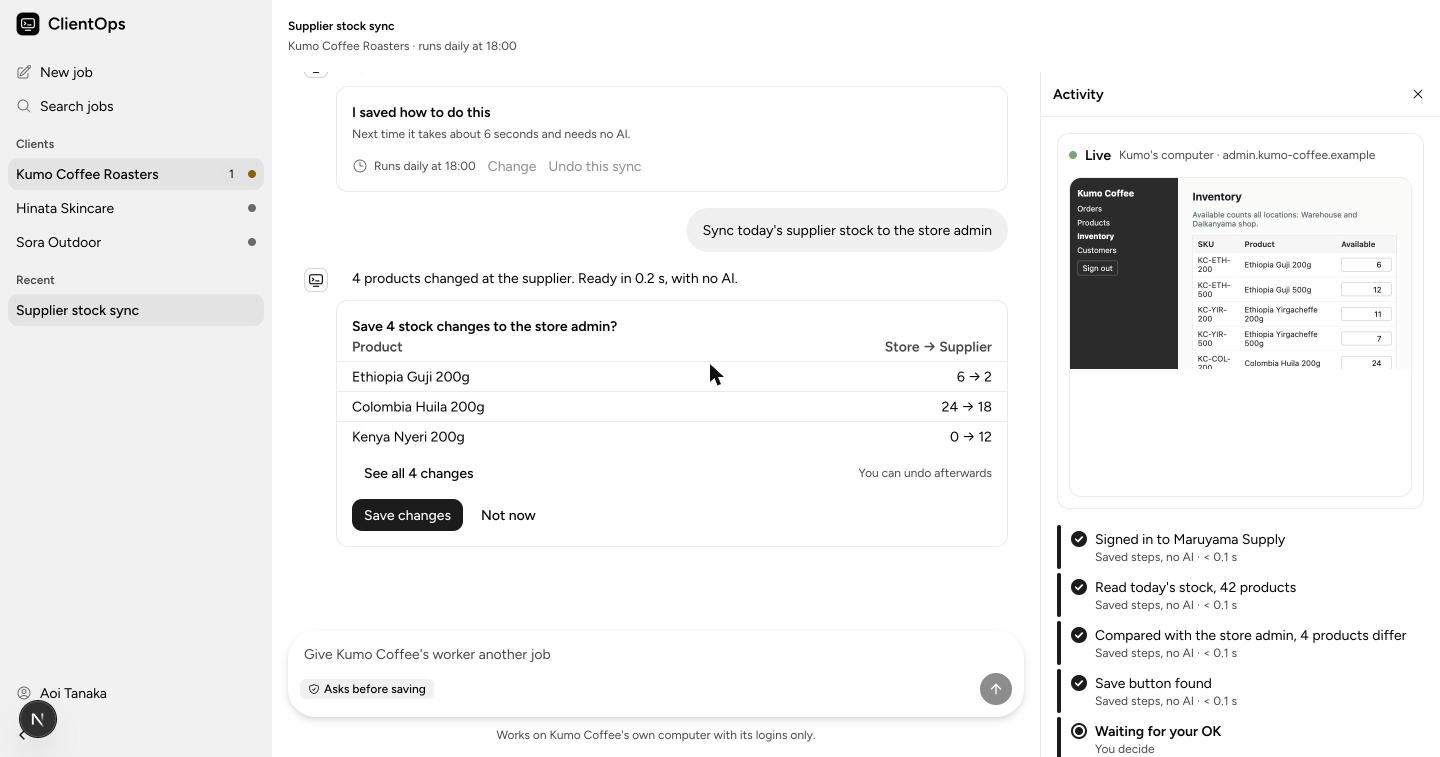 ClientOps
New job
Search jobs
Clients
Kumo Coffee Roasters 1
Hinata Skincare
Sora Outdoor
Recent
Supplier stock sync
Aoi Tanaka
N
Supplier stock sync
Kumo Coffee Roasters · runs daily at 18:00
I saved how to do this
Next time it takes about 6 seconds and needs no AI.
Runs daily at 18:00 Change Undo this sync
Sync today's supplier stock to the store admin
4 products changed at the supplier. Ready in 0.2 s, with no AI.
Save 4 stock changes to the store admin?
Product Store → Supplier
Ethiopia Guji 200g 6 → 2
Colombia Huila 200g 24 → 18
Kenya Nyeri 200g 0 → 12
See all 4 changes You can undo afterwards
Save changes Not now
Give Kumo Coffee's worker another job
Asks before saving
Works on Kumo Coffee's own computer with its logins only.
Activity
Live Kumo's computer · admin.kumo-coffee.example
Kumo Coffee
Orders
Products
Inventory
Customers
Sign out
Inventory
Available counts all locations: Warehouse and
Daikanyama shop.
SKU Product Available
KC-ETH-
200 Ethiopia Guji 200g 6
KC-ETH-
500 Ethiopia Guji 500g 12
KC-YIR- Ethiopia Yirgacheffe
200 200g 11
KC-YIR- Ethiopia Yirgacheffe
500 500g 7
KC-COL-
200 Colombia Huila 200g 24
Signed in to Maruyama Supply
Saved steps, no AI · < 0.1 s
Read today's stock, 42 products
Saved steps, no AI · < 0.1 s
Compared with the store admin, 4 products differ
Saved steps, no AI · < 0.1 s
Save button found
Saved steps, no AI · < 0.1 s
Waiting for your OK
You decide